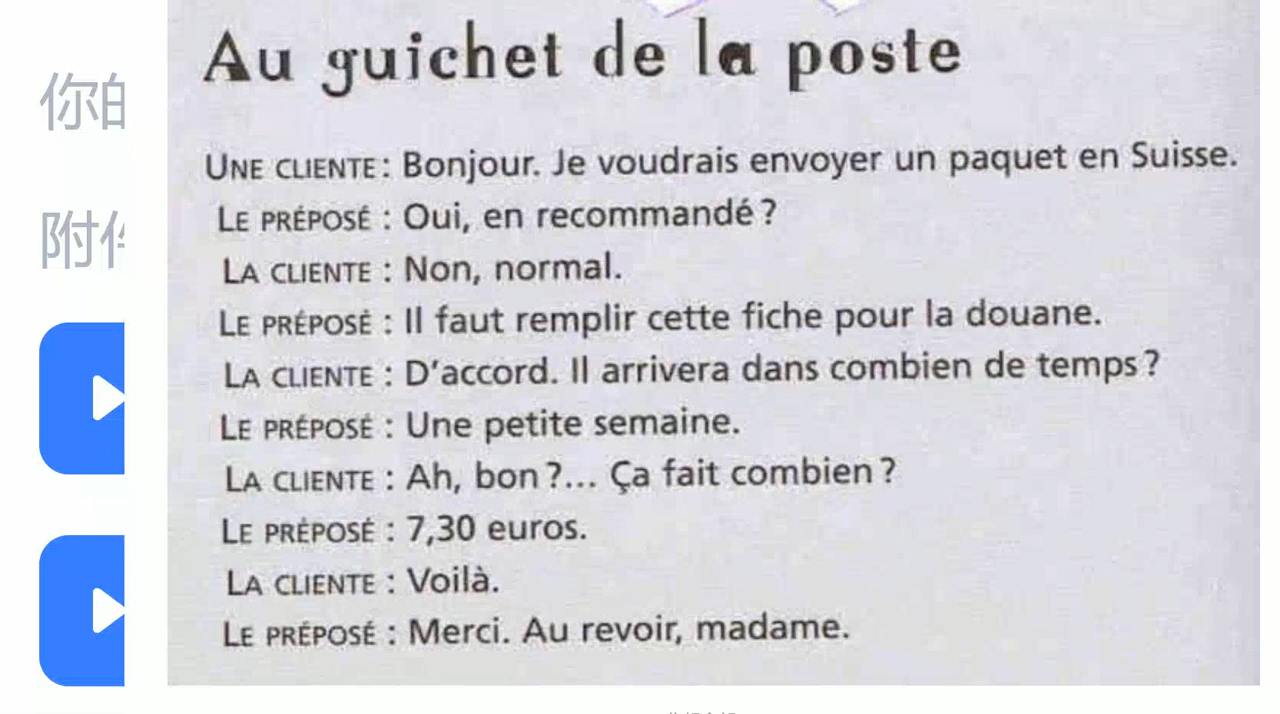 Au guichet de la poste
UNE CLIENTE : Bonjour. Je voudrais envoyer un paquet en Suisse.
LE PRÉPOSÉ : Oui, en recommandé ?
LA CLIENTE : Non, normal.
LE PRÉPOSÉ : Il faut remplir cette fiche pour la douane.
LA CLIENTE : D'accord. Il arrivera dans combien de temps ?
LE PRÉPOSÉ : Une petite semaine.
LA CLIENTE : Ah, bon ?... Ça fait combien ?
LE PRÉPOSÉ : 7,30 euros.
LA CLIENTE : Voilà.
LE PRÉPOSÉ : Merci. Au revoir, madame.
你
附